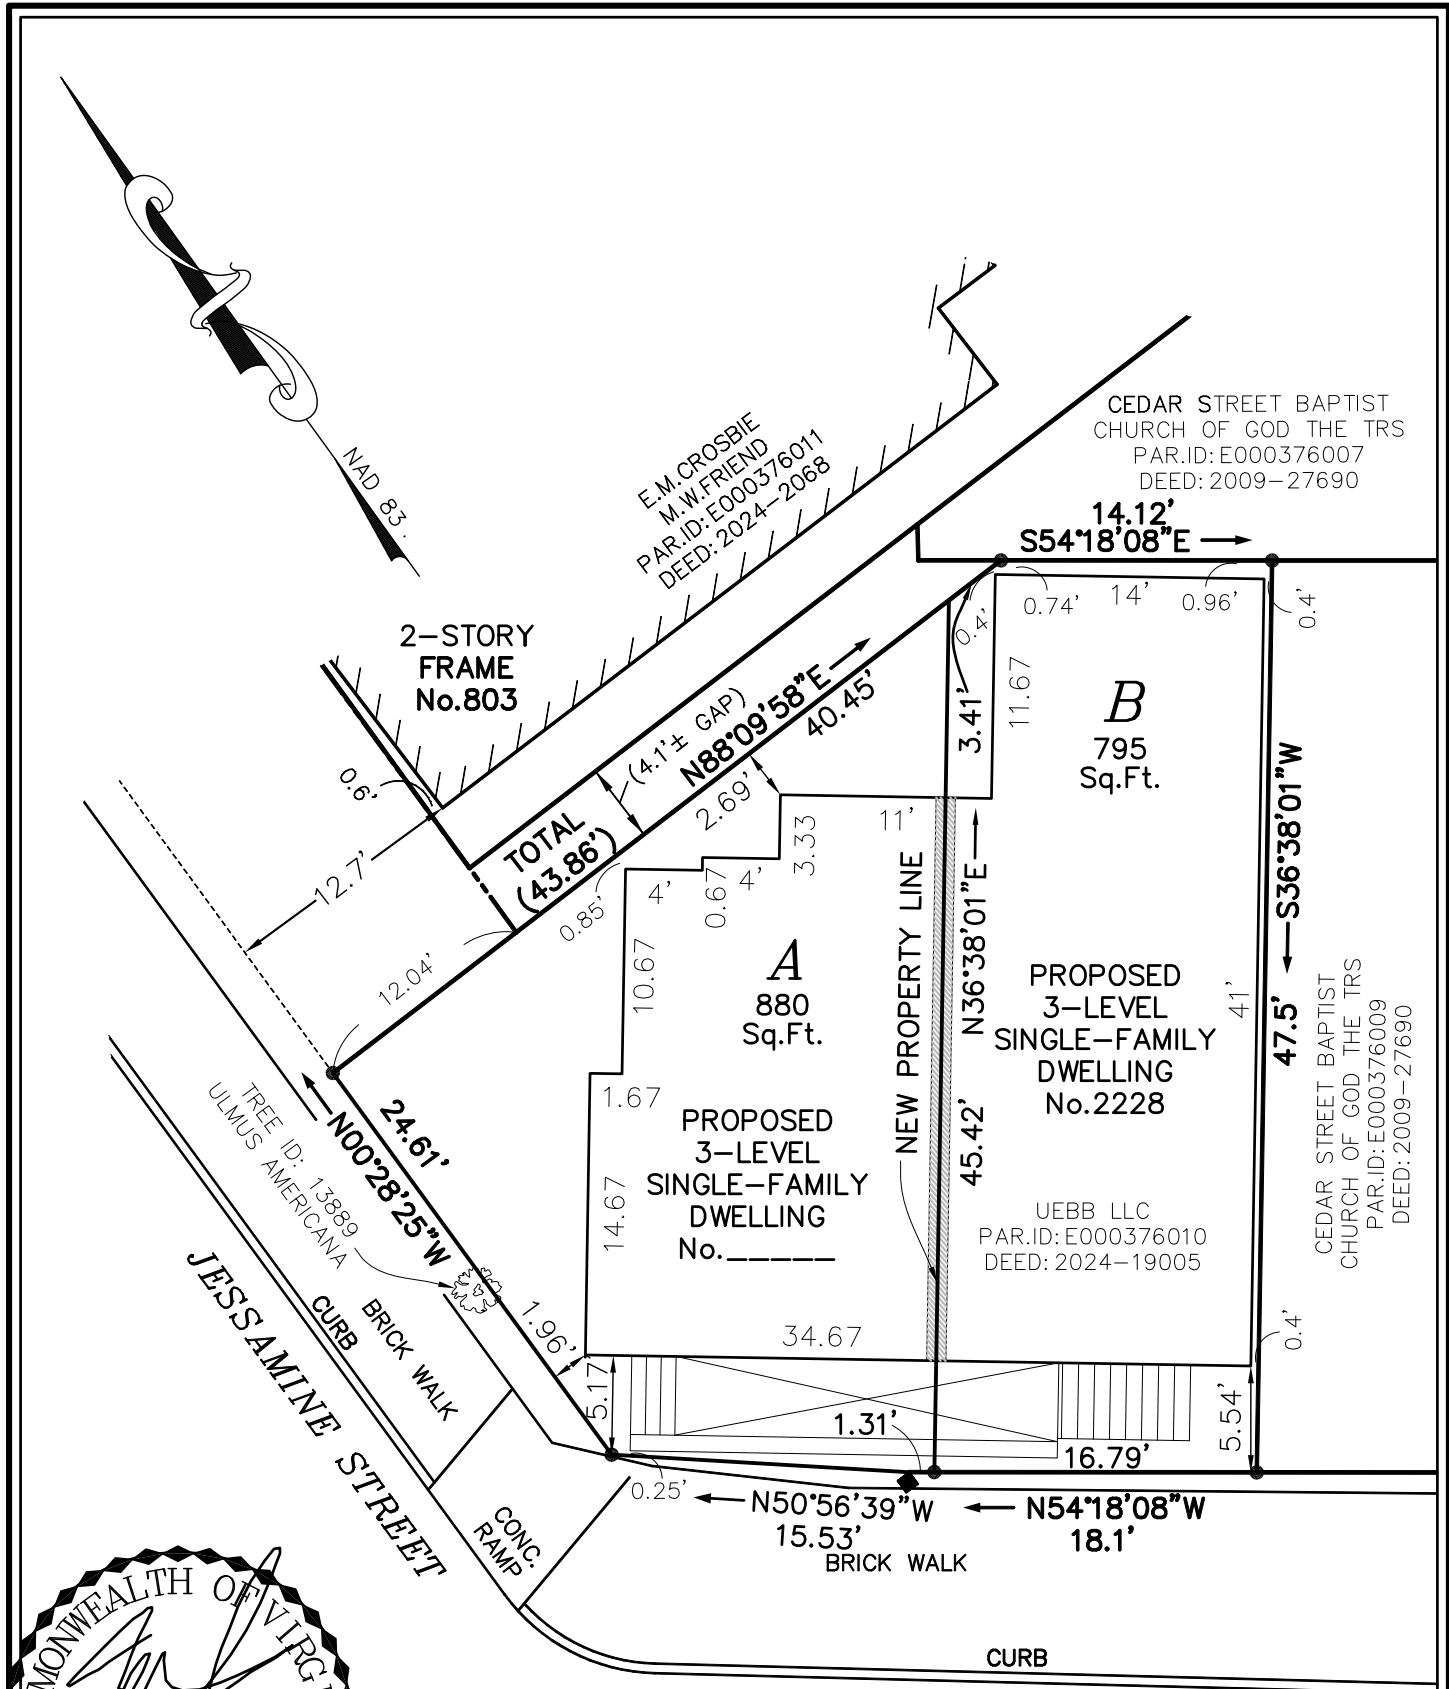 NAD 83
E.M.CROSBIE
M.W.FRIEND
PAR.ID: E000376011
DEED: 2024-2068
CEDAR STREET BAPTIST
CHURCH OF GOD THE TRS
PAR.ID: E000376007
DEED: 2009-27690
14.12'
S54°18'08"E
2-STORY
FRAME
No.803
0.4'
0.74'
14'
0.96'
0.4'
11.67
B
795
Sq.Ft.
3.41'
(4.1'± GAP)
N88°09'58"E
40.45'
0.6'
12.7'
TOTAL
(43.86')
2.69'
3.33
11'
4'
0.67
4'
0.85'
12.04'
10.67
A
880
Sq.Ft.
NEW PROPERTY LINE
N36°38'01"E
45.42'
PROPOSED
3-LEVEL
SINGLE-FAMILY
DWELLING
No.2228
41'
S36°38'01"W
47.5'
CEDAR STREET BAPTIST
CHURCH OF GOD THE TRS
PAR.ID: E000376009
DEED: 2009-27690
24.61'
N00°28'25"W
TREE ID: 13889
ULMUS AMERICANA
1.67
PROPOSED
3-LEVEL
SINGLE-FAMILY
DWELLING
No._____
14.67
UEBB LLC
PAR.ID: E000376010
DEED: 2024-19005
34.67
0.4'
1.96'
5.17
JESSAMINE STREET
CURB
BRICK WALK
1.31'
16.79'
5.54'
0.25'
N50°56'39"W
15.53'
N54°18'08"W
18.1'
BRICK WALK
CONC.
RAMP
CURB
MONWEALTH OF VIRG